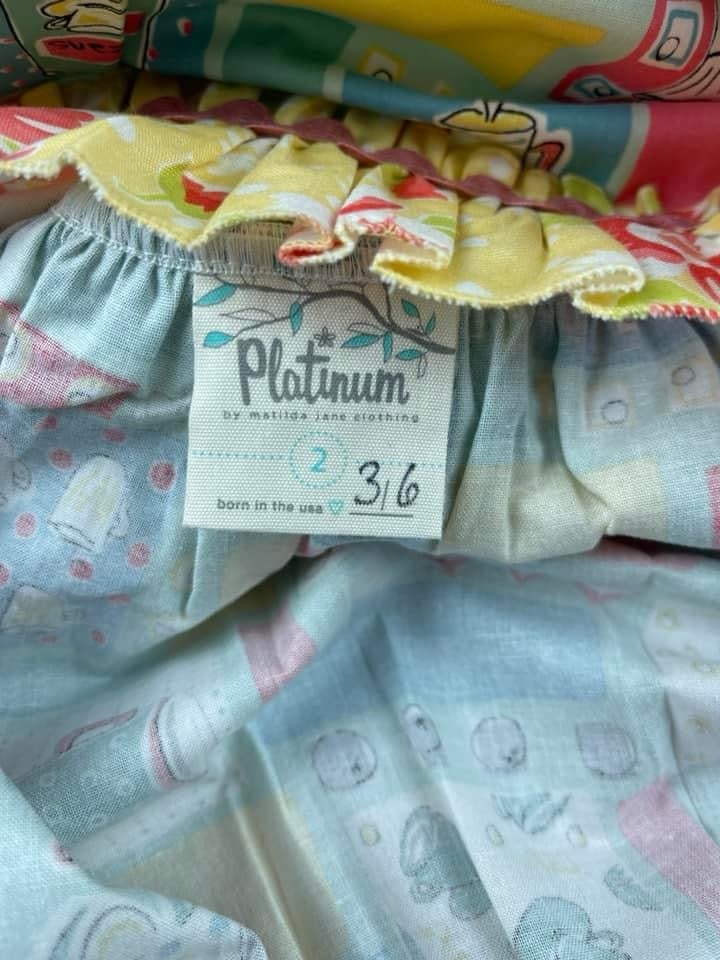 Platinum
by matilda jane clothing
2
born in the usa 3/6